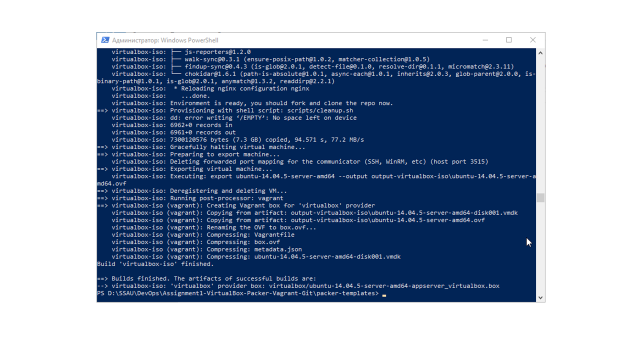 Администратор: Windows PowerShell
virtualbox-iso: ├── js-reporters@1.2.0
virtualbox-iso: ├── walk-sync@0.3.1 (ensure-posix-path@1.0.2, matcher-collection@1.0.5)
virtualbox-iso: ├── findup-sync@0.4.3 (is-glob@2.0.1, detect-file@0.1.0, resolve-dir@0.1.1, micromatch@2.3.11)
virtualbox-iso: └── chokidar@1.6.1 (path-is-absolute@1.0.1, async-each@1.0.1, inherits@2.0.3, glob-parent@2.0.0, is-
binary-path@1.0.1, is-glob@2.0.1, anymatch@1.3.2, readdirp@2.2.1)
virtualbox-iso: * Reloading nginx configuration nginx
virtualbox-iso: ...done.
virtualbox-iso: Environment is ready, you should fork and clone the repo now.
==> virtualbox-iso: Provisioning with shell script: scripts/cleanup.sh
virtualbox-iso: dd: error writing '/EMPTY': No space left on device
virtualbox-iso: 6962+0 records in
virtualbox-iso: 6961+0 records out
virtualbox-iso: 7300120576 bytes (7.3 GB) copied, 94.571 s, 77.2 MB/s
==> virtualbox-iso: Gracefully halting virtual machine...
==> virtualbox-iso: Preparing to export machine...
virtualbox-iso: Deleting forwarded port mapping for the communicator (SSH, WinRM, etc) (host port 3515)
==> virtualbox-iso: Exporting virtual machine...
virtualbox-iso: Executing: export ubuntu-14.04.5-server-amd64 --output output-virtualbox-iso\ubuntu-14.04.5-server-a
md64.ovf
==> virtualbox-iso: Deregistering and deleting VM...
==> virtualbox-iso: Running post-processor: vagrant
==> virtualbox-iso (vagrant): Creating Vagrant box for 'virtualbox' provider
virtualbox-iso (vagrant): Copying from artifact: output-virtualbox-iso\ubuntu-14.04.5-server-amd64-disk001.vmdk
virtualbox-iso (vagrant): Copying from artifact: output-virtualbox-iso\ubuntu-14.04.5-server-amd64.ovf
virtualbox-iso (vagrant): Renaming the OVF to box.ovf...
virtualbox-iso (vagrant): Compressing: Vagrantfile
virtualbox-iso (vagrant): Compressing: box.ovf
virtualbox-iso (vagrant): Compressing: metadata.json
virtualbox-iso (vagrant): Compressing: ubuntu-14.04.5-server-amd64-disk001.vmdk
Build 'virtualbox-iso' finished.
==> Builds finished. The artifacts of successful builds are:
--> virtualbox-iso: 'virtualbox' provider box: virtualbox/ubuntu-14.04.5-server-amd64-appserver_virtualbox.box
PS D:\SSAU\DevOps\Assignment1-VirtualBox-Packer-Vagrant-Git\packer-templates>